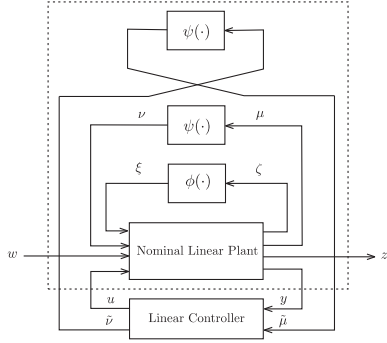 ψ(·)
ν
ψ(·)
μ
ξ
ϕ(·)
ζ
w
Nominal Linear Plant
z
u
y
ν̃
Linear Controller
μ̃